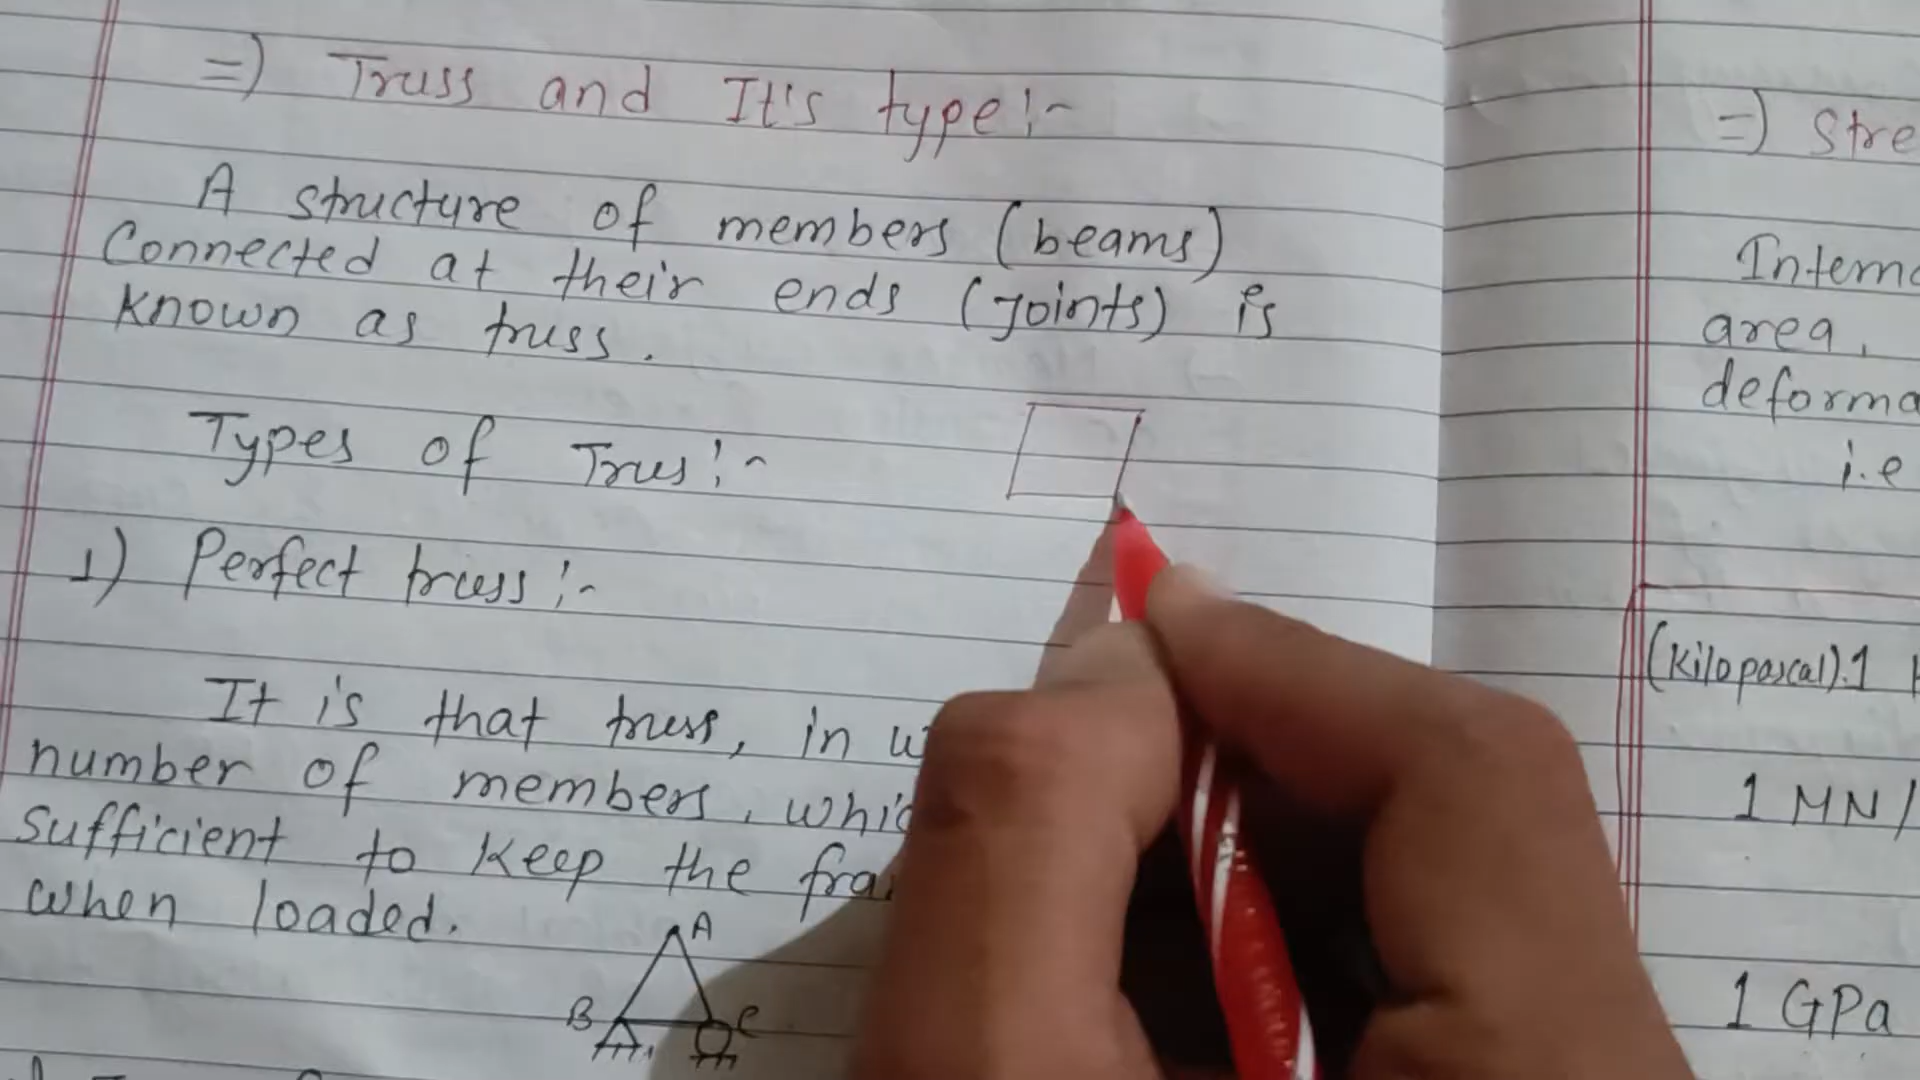 =) Truss and It's type:-
A structure of members (beams)
Connected at their ends (Joints) is
known as truss.
Types of Trus:-
1) Perfect truss:-
It is that truss, in
number of members, whic
sufficient to keep the fra
when loaded.
A
B
C
=) Stre
Interna
area,
deforma
i.e
(Kilopascal).1
1 MN/
1 GPa